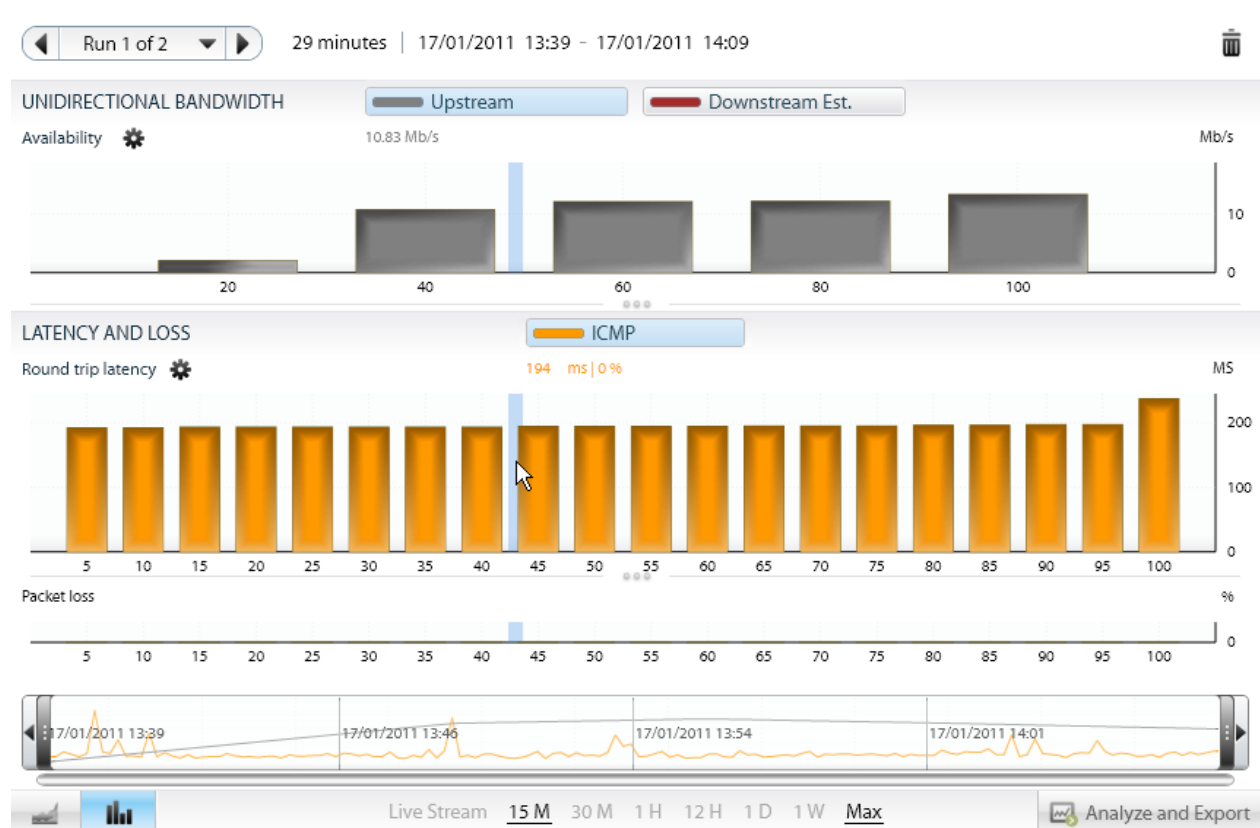 Run 1 of 2 29 minutes | 17/01/2011 13:39 - 17/01/2011 14:09
UNIDIRECTIONAL BANDWIDTH Upstream Downstream Est.
Availability 10.83 Mb/s Mb/s
10
0
20 40 60 80 100
LATENCY AND LOSS ICMP
Round trip latency 194 ms | 0 % MS
200
100
0
5 10 15 20 25 30 35 40 45 50 55 60 65 70 75 80 85 90 95 100
Packet loss %
0
5 10 15 20 25 30 35 40 45 50 55 60 65 70 75 80 85 90 95 100
17/01/2011 13:39 17/01/2011 13:46 17/01/2011 13:54 17/01/2011 14:01
Live Stream 15 M 30 M 1 H 12 H 1 D 1 W Max Analyze and Export